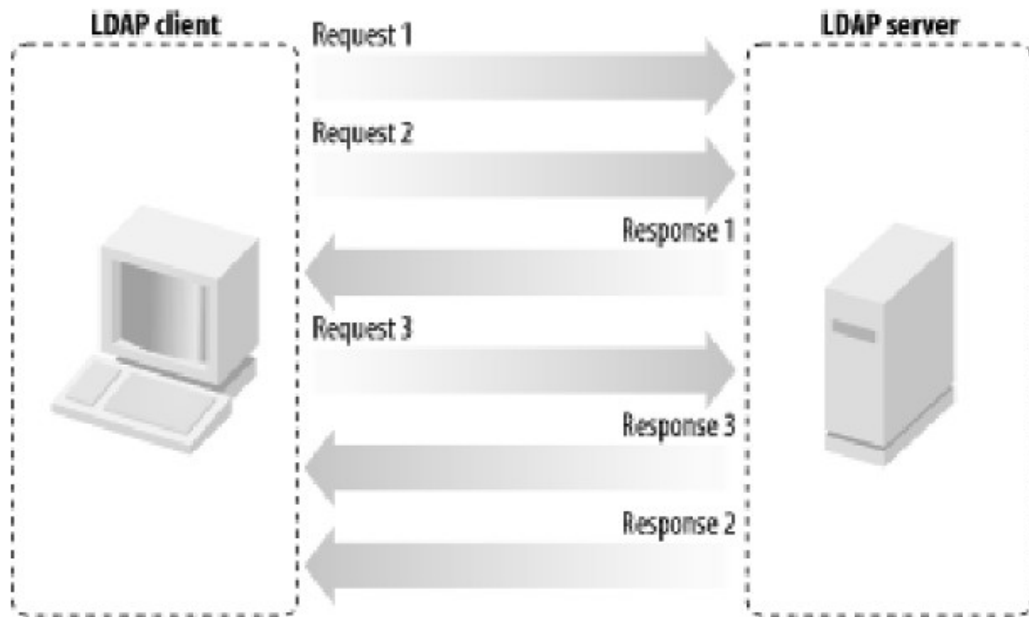 LDAP client
LDAP server
Request 1
Request 2
Response 1
Request 3
Response 3
Response 2